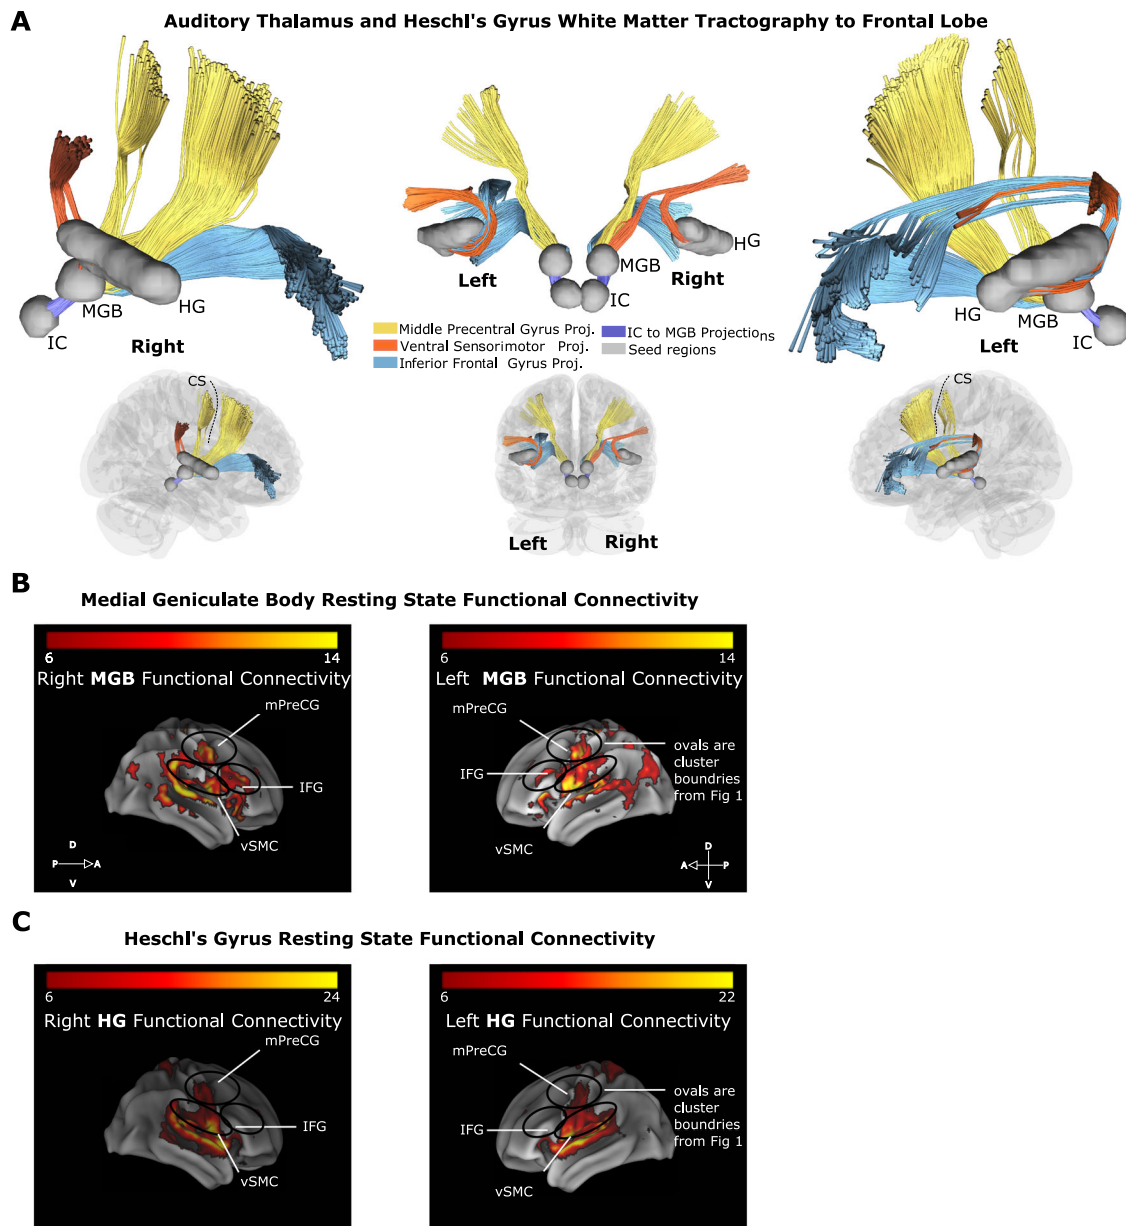 A
Auditory Thalamus and Heschl's Gyrus White Matter Tractography to Frontal Lobe
HG
MGB
IC
Right
Left
MGB
IC
HG
Right
HG
MGB
IC
Left
Middle Precentral Gyrus Proj.
Ventral Sensorimotor Proj.
Inferior Frontal Gyrus Proj.
IC to MGB Projections
Seed regions
CS
Left
Right
CS
B
Medial Geniculate Body Resting State Functional Connectivity
6 14
Right MGB Functional Connectivity
mPreCG
IFG
vSMC
D
P A
V
6 14
Left MGB Functional Connectivity
mPreCG
IFG
vSMC
ovals are
cluster
boundries
from Fig 1
D
A P
V
C
Heschl's Gyrus Resting State Functional Connectivity
6 24
Right HG Functional Connectivity
mPreCG
IFG
vSMC
6 22
Left HG Functional Connectivity
mPreCG
IFG
vSMC
ovals are
cluster
boundries
from Fig 1